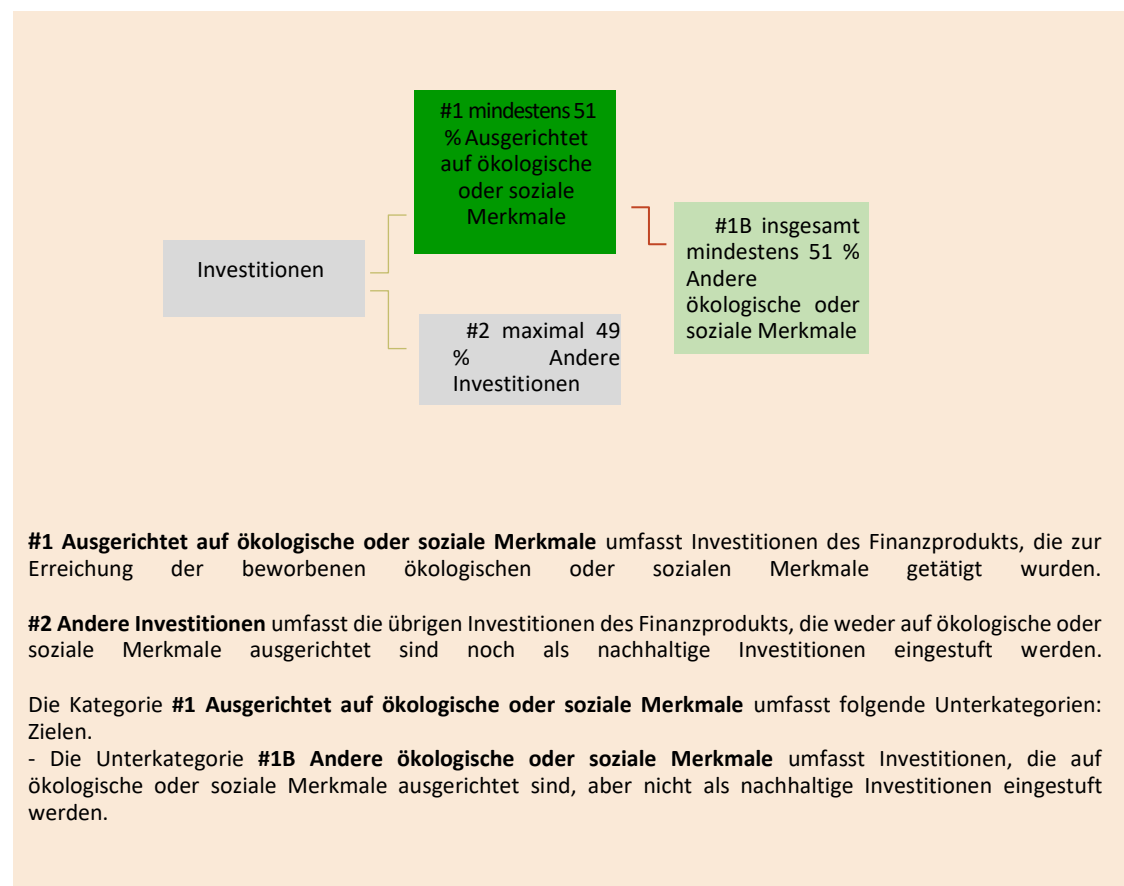 #1 mindestens 51
% Ausgerichtet
auf ökologische
oder soziale
Merkmale
Investitionen
#1B insgesamt
mindestens 51 %
Andere
ökologische oder
soziale Merkmale
#2 maximal 49
% Andere
Investitionen
#1 Ausgerichtet auf ökologische oder soziale Merkmale umfasst Investitionen des Finanzprodukts, die zur
Erreichung der beworbenen ökologischen oder sozialen Merkmale getätigt wurden.
#2 Andere Investitionen umfasst die übrigen Investitionen des Finanzprodukts, die weder auf ökologische oder
soziale Merkmale ausgerichtet sind noch als nachhaltige Investitionen eingestuft werden.
Die Kategorie #1 Ausgerichtet auf ökologische oder soziale Merkmale umfasst folgende Unterkategorien:
Zielen.
- Die Unterkategorie #1B Andere ökologische oder soziale Merkmale umfasst Investitionen, die auf
ökologische oder soziale Merkmale ausgerichtet sind, aber nicht als nachhaltige Investitionen eingestuft
werden.